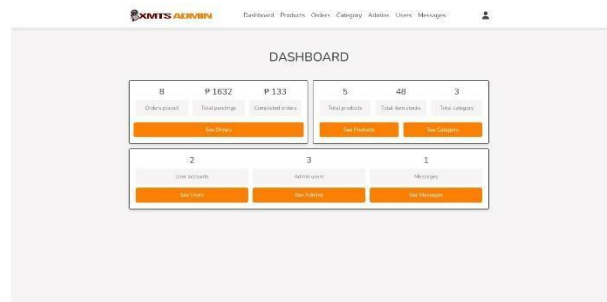 XMTS ADMIN
Dashboard Products Orders Category Admins Users Messages
DASHBOARD
8 ₱ 1632 ₱ 133
Orders placed Total pendings Completed orders
See Orders
5 48 3
Total products Total item stocks Total category
See Products See Category
2 3 1
User accounts Admin users Messages
See Users See Admins See Messages